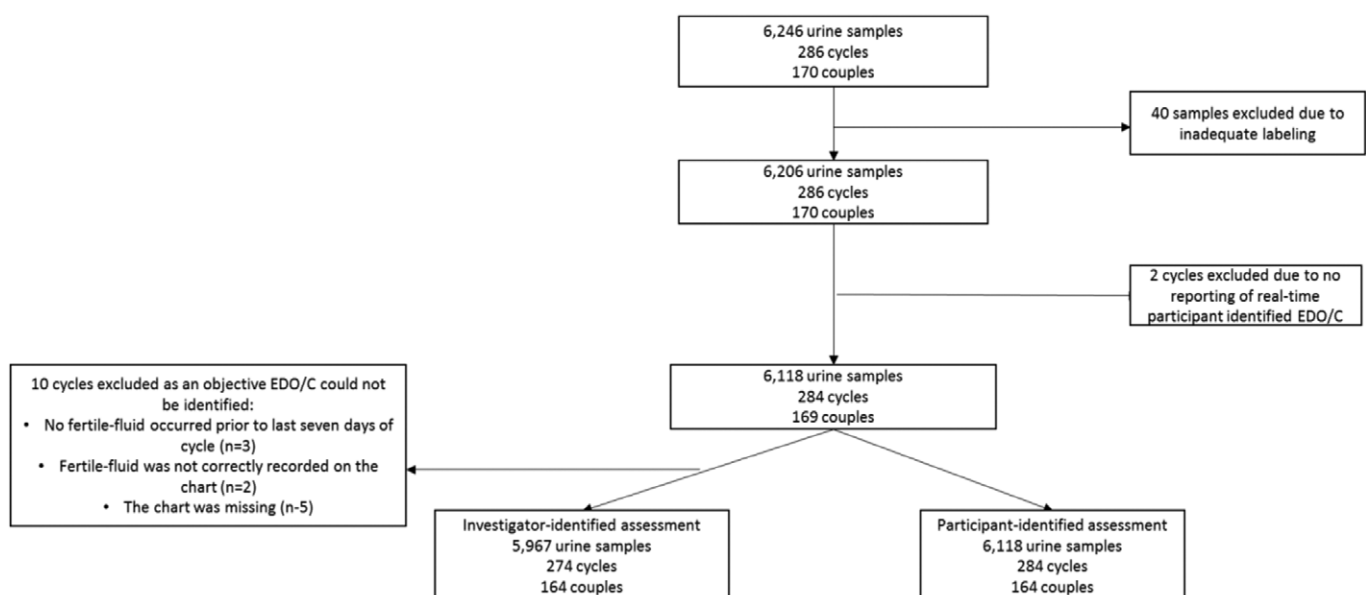 6,246 urine samples
286 cycles
170 couples
40 samples excluded due to
inadequate labeling
6,206 urine samples
286 cycles
170 couples
2 cycles excluded due to no
reporting of real-time
participant identified EDO/C
10 cycles excluded as an objective EDO/C could not
be identified:
• No fertile-fluid occurred prior to last seven days of
cycle (n=3)
• Fertile-fluid was not correctly recorded on the
chart (n=2)
• The chart was missing (n-5)
6,118 urine samples
284 cycles
169 couples
Investigator-identified assessment
5,967 urine samples
274 cycles
164 couples
Participant-identified assessment
6,118 urine samples
284 cycles
164 couples